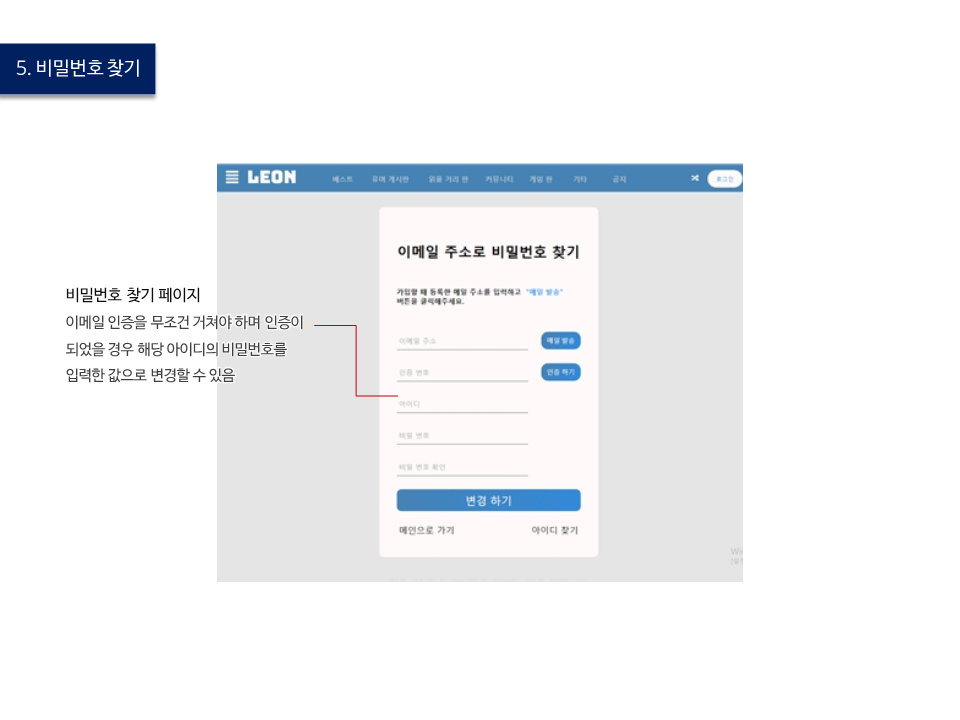 5. 비밀번호 찾기
LEON
베스트 유머 게시판 읽을 거리 판 커뮤니티 게임 판 기타 공지 로그인
이메일 주소로 비밀번호 찾기
가입할 때 등록한 메일 주소를 입력하고 "메일 발송"
버튼을 클릭해주세요.
비밀번호 찾기 페이지
이메일 인증을 무조건 거쳐야 하며 인증이
되었을 경우 해당 아이디의 비밀번호를
입력한 값으로 변경할 수 있음
이메일 주소 메일 발송
인증 번호 인증 하기
아이디
비밀 번호
비밀 번호 확인
변경 하기
메인으로 가기 아이디 찾기